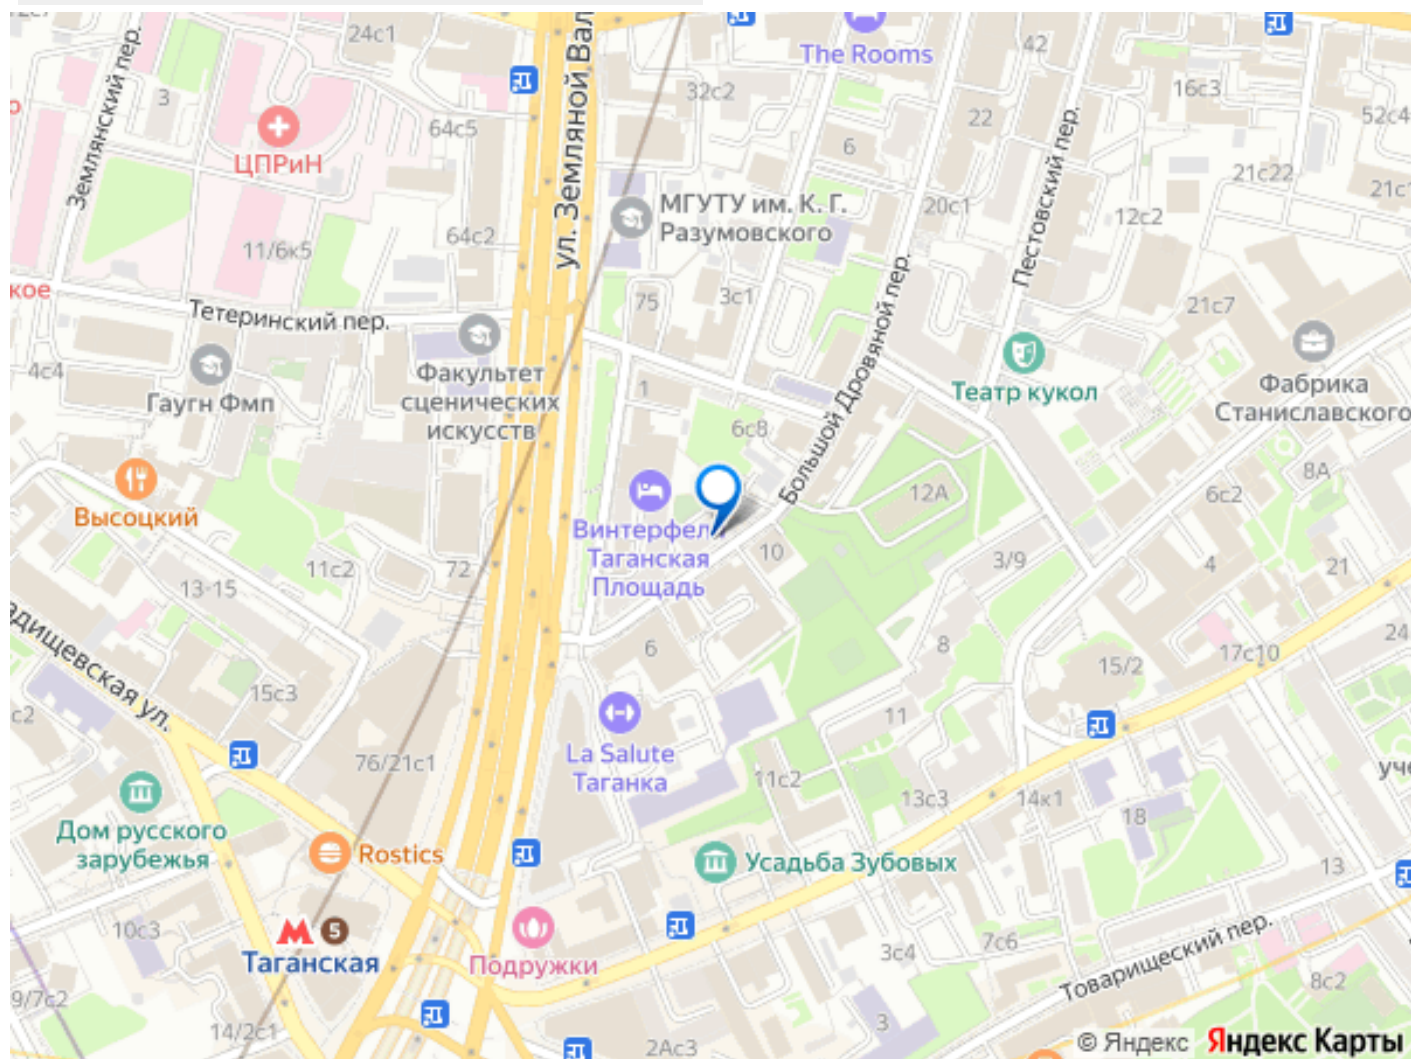 24с1
The Rooms
42
32с2
16с3
52с4
3
64с5
22
ЦПРиН
Землянский пер.
ул. Земляной Вал
6
Пестовский пер.
21с22
МГУТУ им. К. Г.
Разумовского
20с1
12с2
64с2
11/6к5
кое
75
3с1
21с7
Тетеринский пер.
Большой Дровяной пер.
4с4
Гаугн Фмп
Факультет
сценических
искусств
1
Театр кукол
Фабрика
Станиславского
6с8
8А
12А
6с2
Высоцкий
Винтерфелл
Таганская
Площадь
10
3/9
4
21
11с2
72
13-15
6
8
15/2
17с10
24
15с3
адищевская ул.
с2
11
La Salute
Таганка
76/21с1
11с2
13с3
14к1
18
уче
Дом русского
зарубежья
Rostics
Усадьба Зубовых
13
10с3
5
Таганская
Подружки
3с4
7с6
Товарищеский пер.
8с2
9/7с2
14/2с1
3
2Ас3
© Яндекс Яндекс Карты